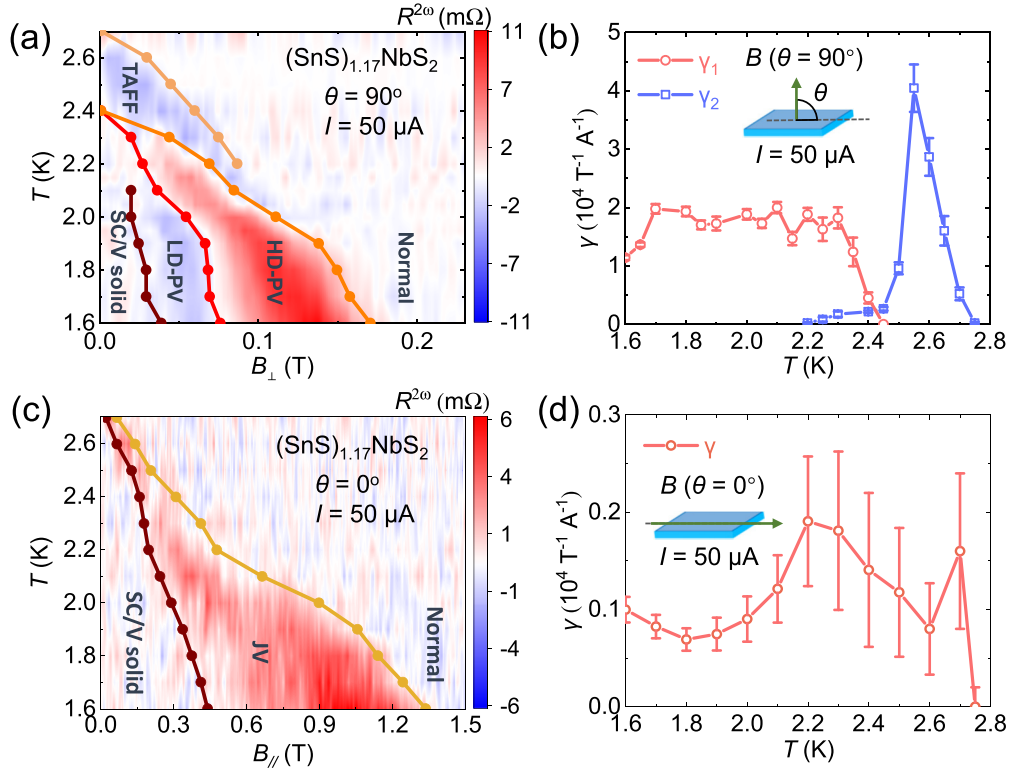 (a)
R²ω (mΩ)
(SnS)₁.₁₇NbS₂
θ = 90°
I = 50 µA
TAFF
SC/V solid
LD-PV
HD-PV
Normal
T (K)
2.6
2.4
2.2
2.0
1.8
1.6
0.0
0.1
0.2
B⊥ (T)
11
7
2
-2
-7
-11
(b)
γ₁
γ₂
B (θ = 90°)
θ
I = 50 µA
γ (10⁴ T⁻¹ A⁻¹)
5
4
3
2
1
0
1.6
1.8
2.0
2.2
2.4
2.6
2.8
T (K)
(c)
R²ω (mΩ)
(SnS)₁.₁₇NbS₂
θ = 0°
I = 50 µA
SC/V solid
JV
Normal
T (K)
2.6
2.4
2.2
2.0
1.8
1.6
0.0
0.3
0.6
0.9
1.2
1.5
B// (T)
6
4
1
-1
-4
-6
(d)
γ
B (θ = 0°)
I = 50 µA
γ (10⁴ T⁻¹ A⁻¹)
0.3
0.2
0.1
0.0
1.6
1.8
2.0
2.2
2.4
2.6
2.8
T (K)